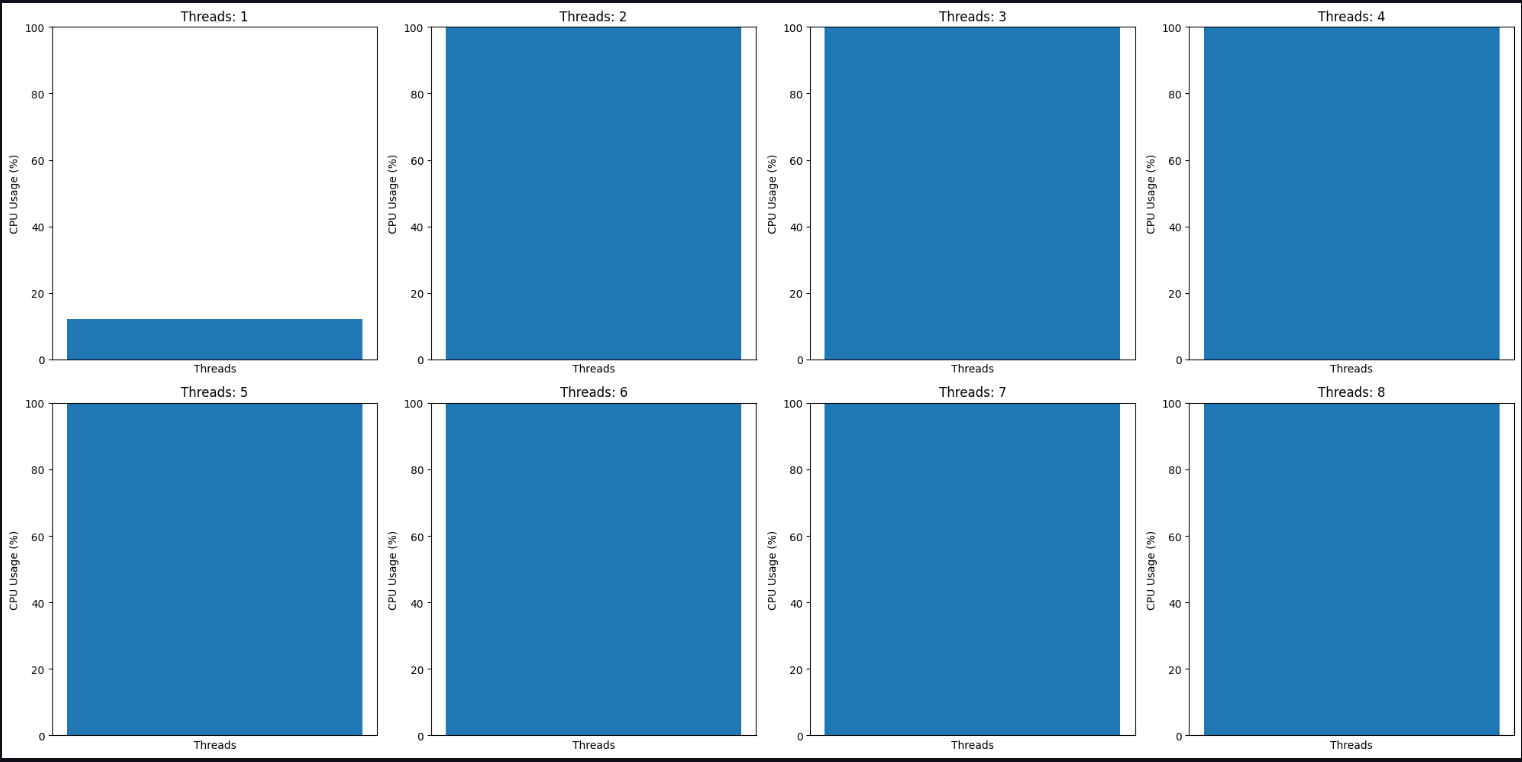 Threads: 1
Threads: 2
Threads: 3
Threads: 4
100
80
60
40
20
0
CPU Usage (%)
Threads
100
80
60
40
20
0
CPU Usage (%)
Threads
100
80
60
40
20
0
CPU Usage (%)
Threads
100
80
60
40
20
0
CPU Usage (%)
Threads
Threads: 5
Threads: 6
Threads: 7
Threads: 8
100
80
60
40
20
0
CPU Usage (%)
Threads
100
80
60
40
20
0
CPU Usage (%)
Threads
100
80
60
40
20
0
CPU Usage (%)
Threads
100
80
60
40
20
0
CPU Usage (%)
Threads